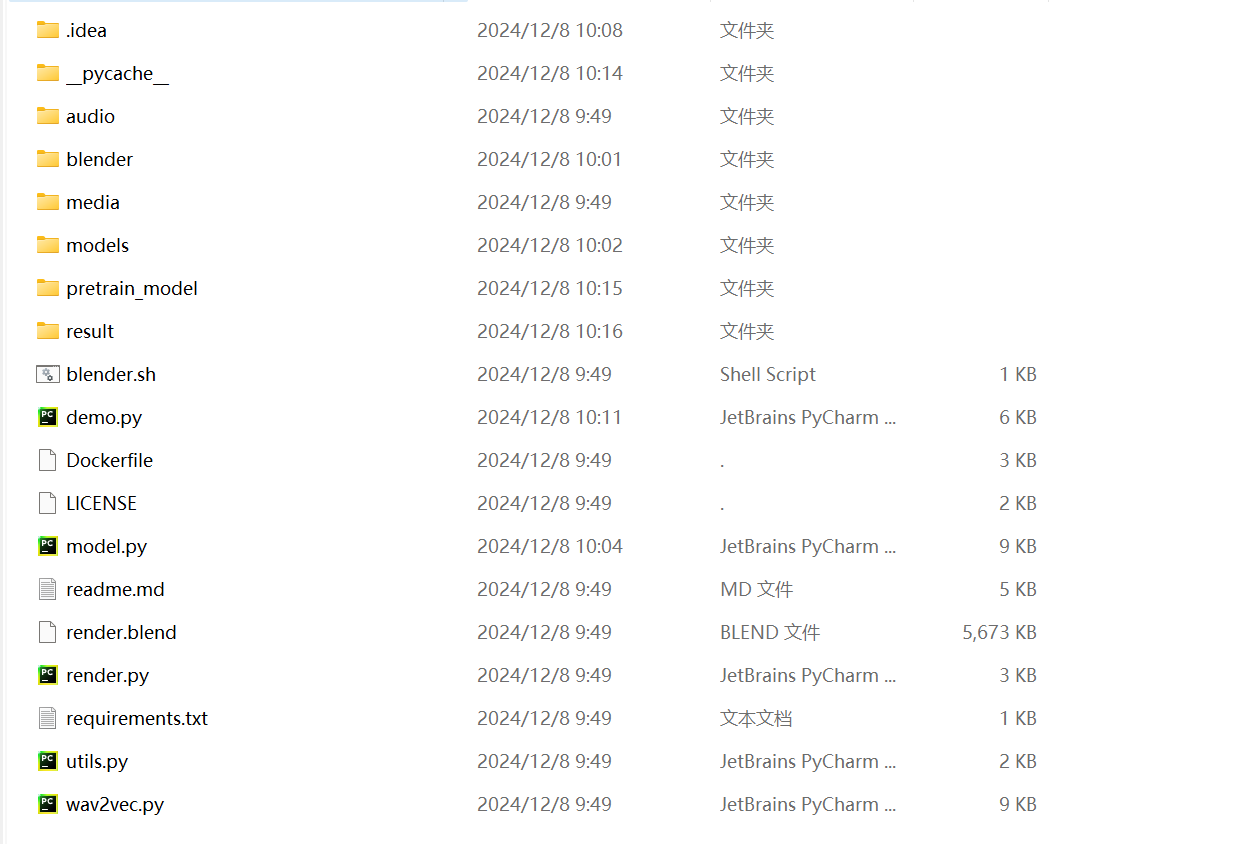 .idea 2024/12/8 10:08 文件夹
__pycache__ 2024/12/8 10:14 文件夹
audio 2024/12/8 9:49 文件夹
blender 2024/12/8 10:01 文件夹
media 2024/12/8 9:49 文件夹
models 2024/12/8 10:02 文件夹
pretrain_model 2024/12/8 10:15 文件夹
result 2024/12/8 10:16 文件夹
blender.sh 2024/12/8 9:49 Shell Script 1 KB
demo.py 2024/12/8 10:11 JetBrains PyCharm ... 6 KB
Dockerfile 2024/12/8 9:49 . 3 KB
LICENSE 2024/12/8 9:49 . 2 KB
model.py 2024/12/8 10:04 JetBrains PyCharm ... 9 KB
readme.md 2024/12/8 9:49 MD 文件 5 KB
render.blend 2024/12/8 9:49 BLEND 文件 5,673 KB
render.py 2024/12/8 9:49 JetBrains PyCharm ... 3 KB
requirements.txt 2024/12/8 9:49 文本文档 1 KB
utils.py 2024/12/8 9:49 JetBrains PyCharm ... 2 KB
wav2vec.py 2024/12/8 9:49 JetBrains PyCharm ... 9 KB